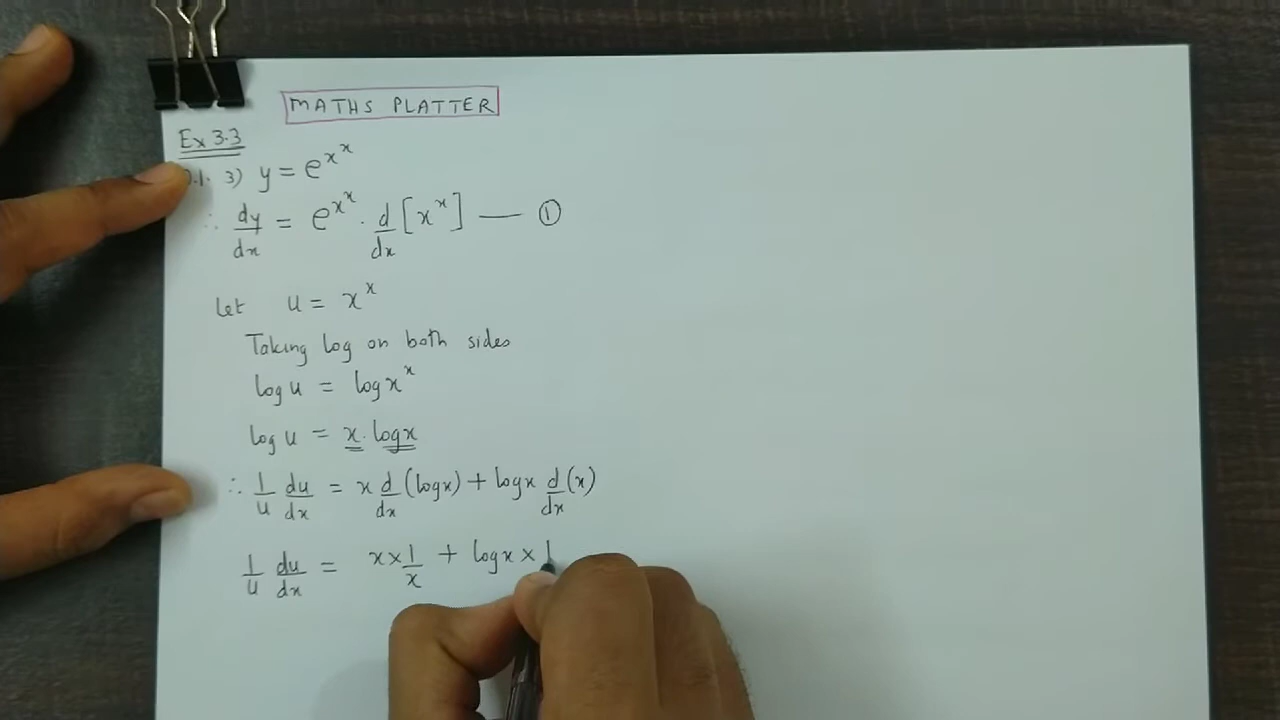 MATHS PLATTER
Ex 3.3
.1. 3) y = e^{x^x}
∴ dy/dx = e^{x^x} · d/dx [x^x] — ①
let u = x^x
Taking log on both sides
log u = log x^x
log u = x · log x
∴ 1/u du/dx = x d/dx (log x) + log x d/dx (x)
1/u du/dx = x × 1/x + log x × 1